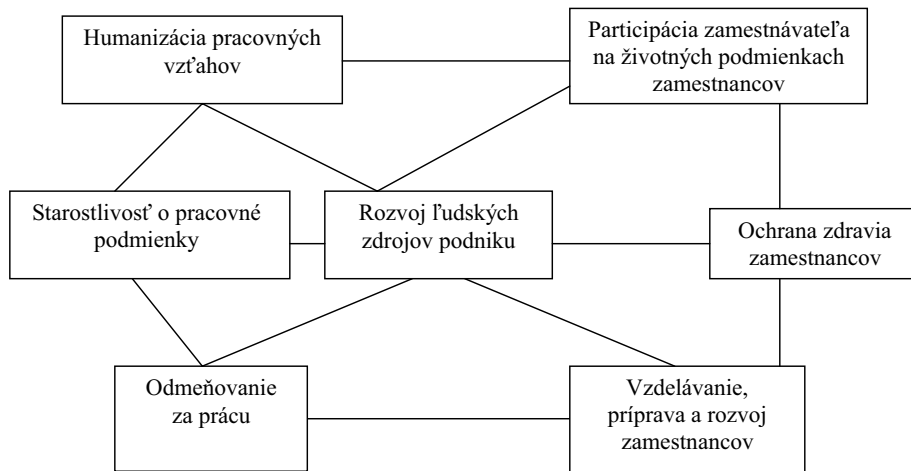 Humanizácia pracovných
vzťahov
Participácia zamestnávateľa
na životných podmienkach
zamestnancov
Starostlivosť o pracovné
podmienky
Rozvoj ľudských
zdrojov podniku
Ochrana zdravia
zamestnancov
Odmeňovanie
za prácu
Vzdelávanie,
príprava a rozvoj
zamestnancov